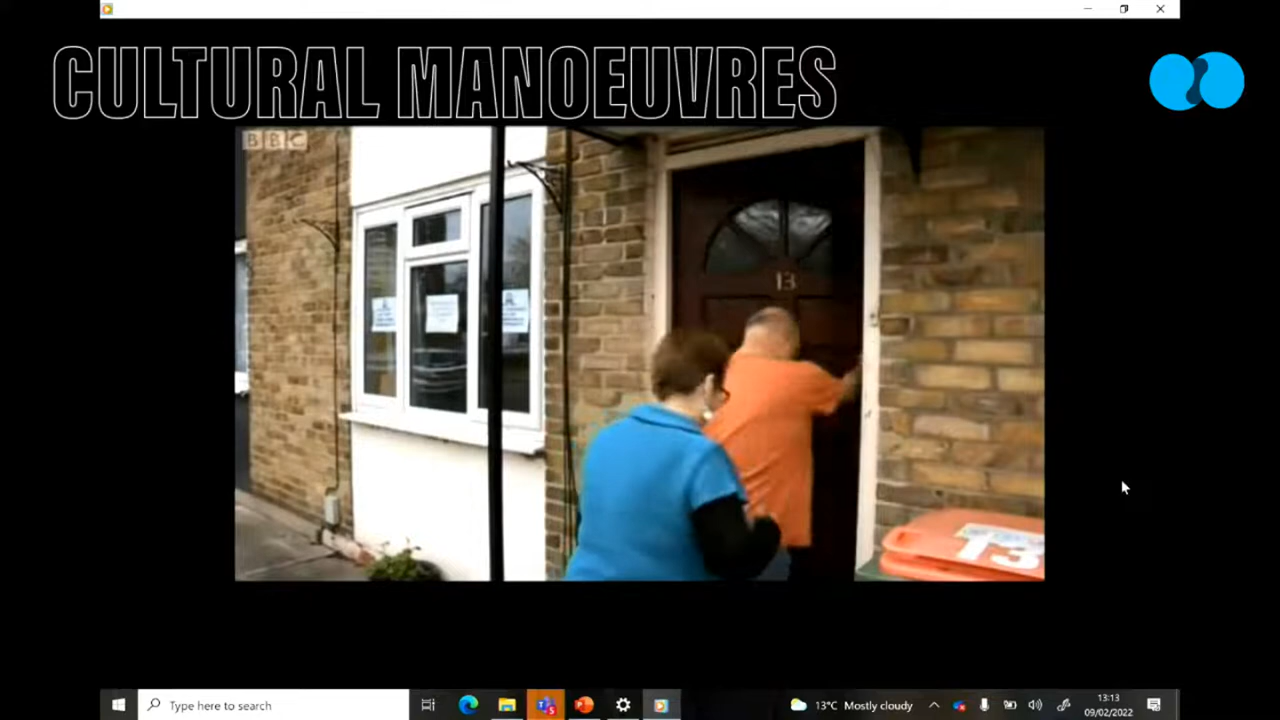 CULTURAL MANOEUVRES
BBC
13
13
Type here to search
13°C Mostly cloudy
13:13
09/02/2022